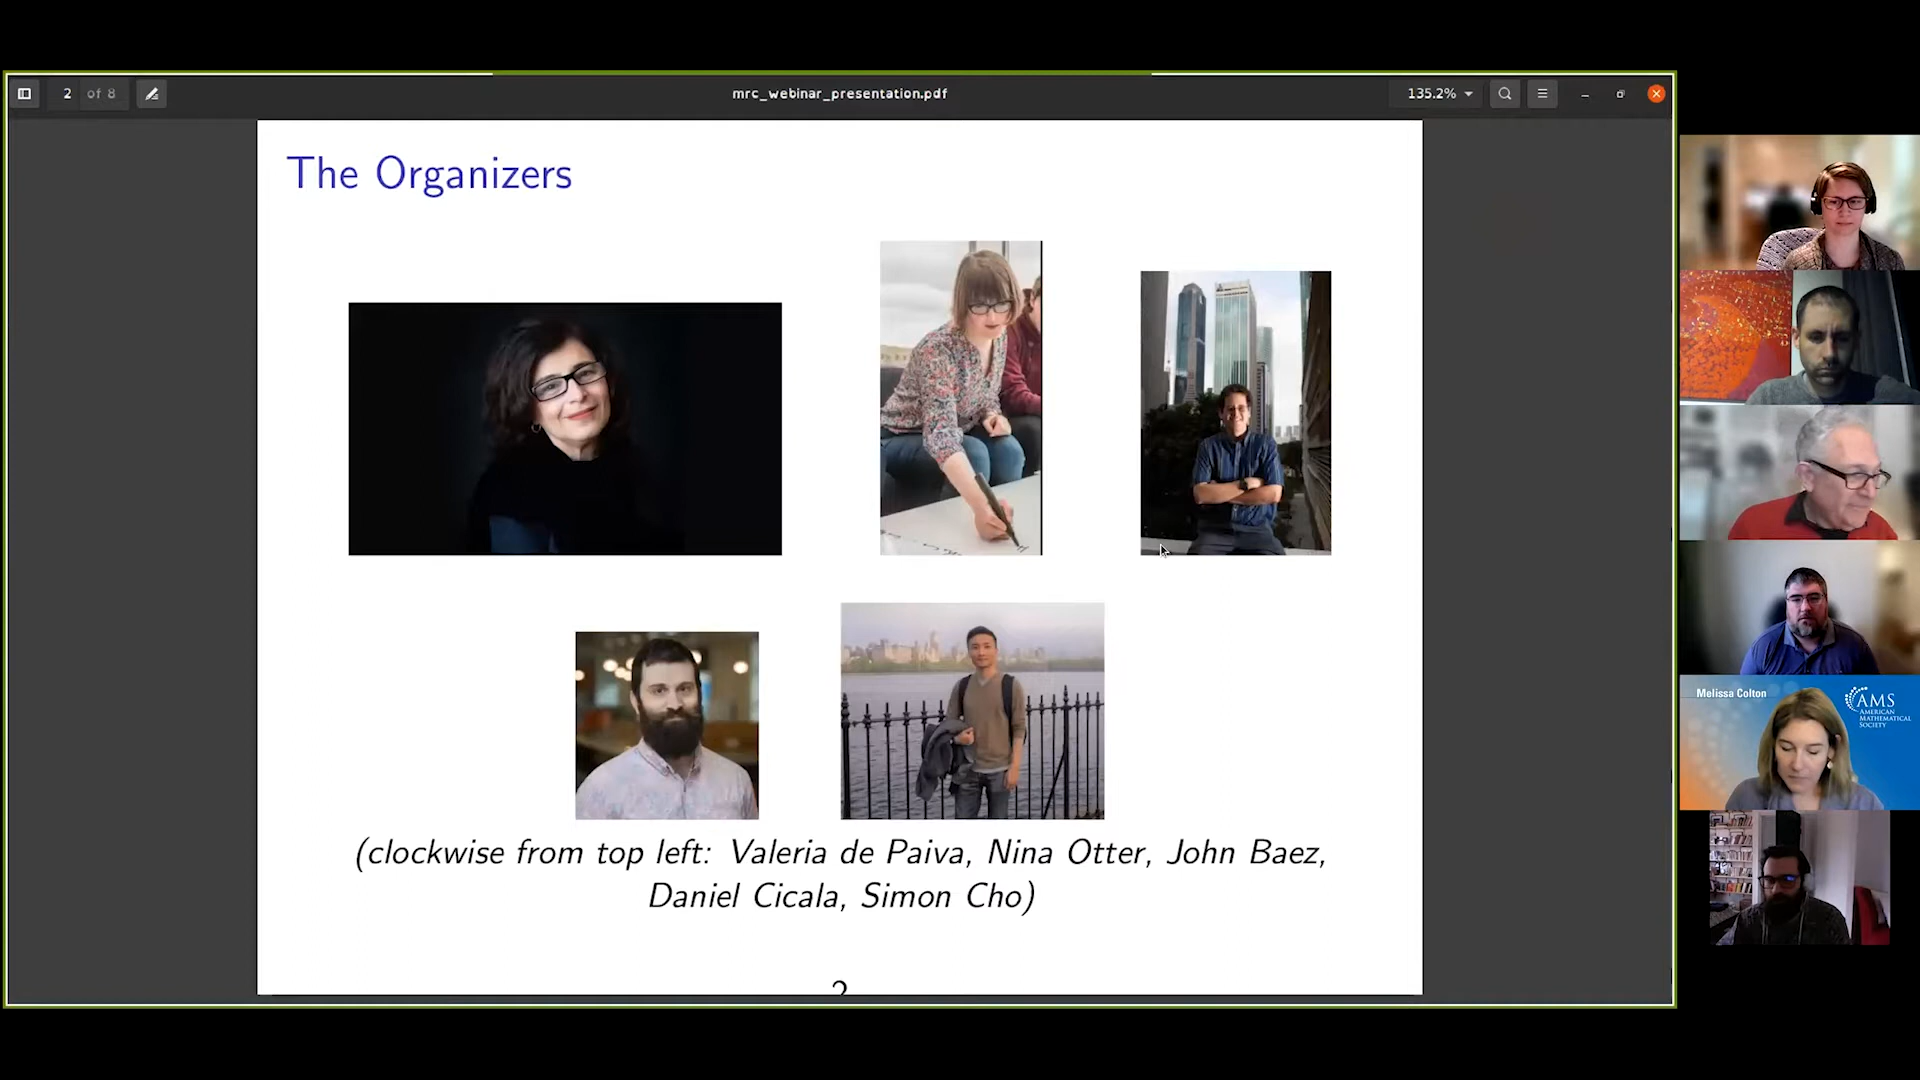 2 of 8
mrc_webinar_presentation.pdf
135.2%
The Organizers
(clockwise from top left: Valeria de Paiva, Nina Otter, John Baez,
Daniel Cicala, Simon Cho)
2
Melissa Colton
AMS
AMERICAN
MATHEMATICAL
SOCIETY